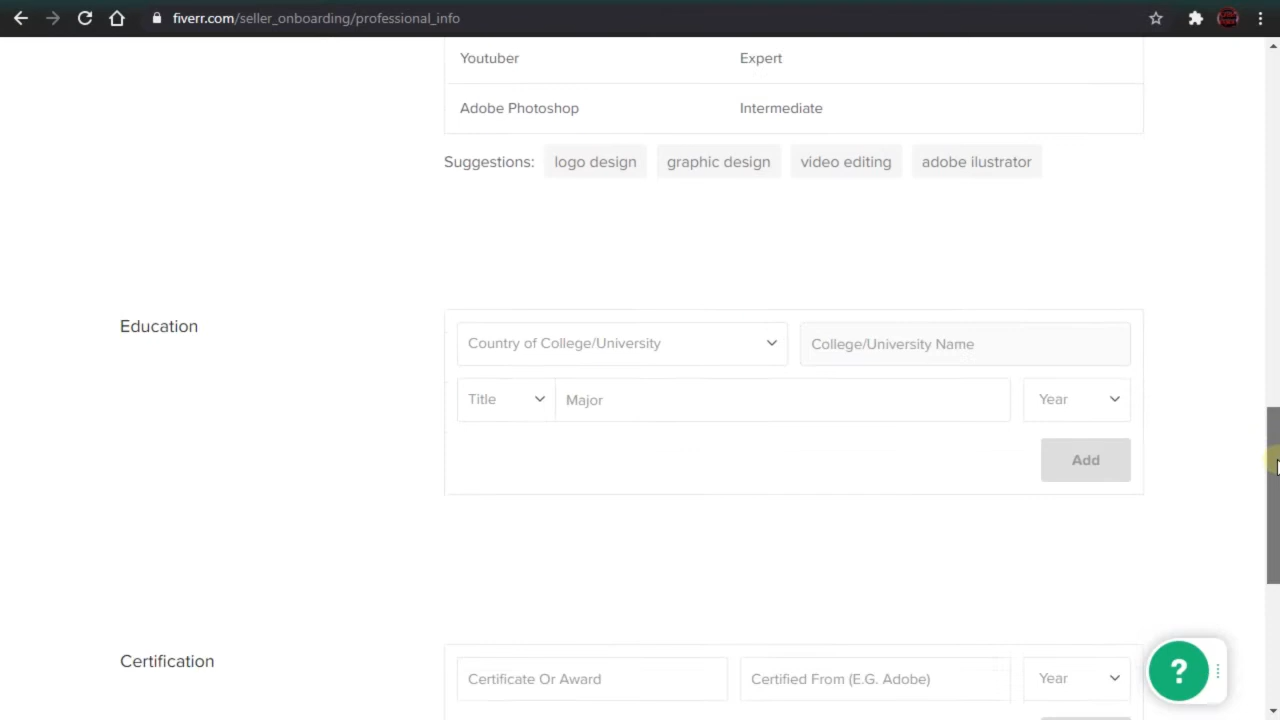 fiverr.com/seller_onboarding/professional_info
Youtuber Expert
Adobe Photoshop Intermediate
Suggestions: logo design graphic design video editing adobe ilustrator
Education
Country of College/University College/University Name
Title Major Year
Add
Certification
Certificate Or Award Certified From (E.G. Adobe) Year
?